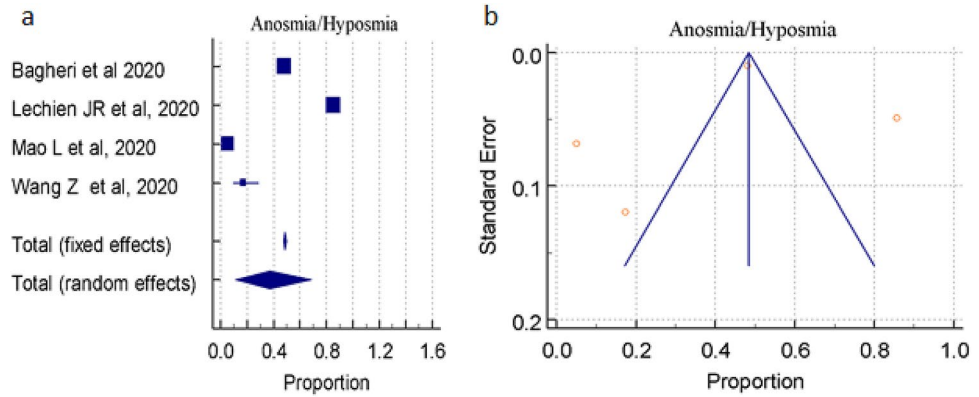 a
Anosmia/Hyposmia
Bagheri et al 2020
Lechien JR et al, 2020
Mao L et al, 2020
Wang Z et al, 2020
Total (fixed effects)
Total (random effects)
0.0 0.4 0.8 1.2 1.6
Proportion
b
Anosmia/Hyposmia
0.0
0.1
0.2
Standard Error
0.0 0.2 0.4 0.6 0.8 1.0
Proportion